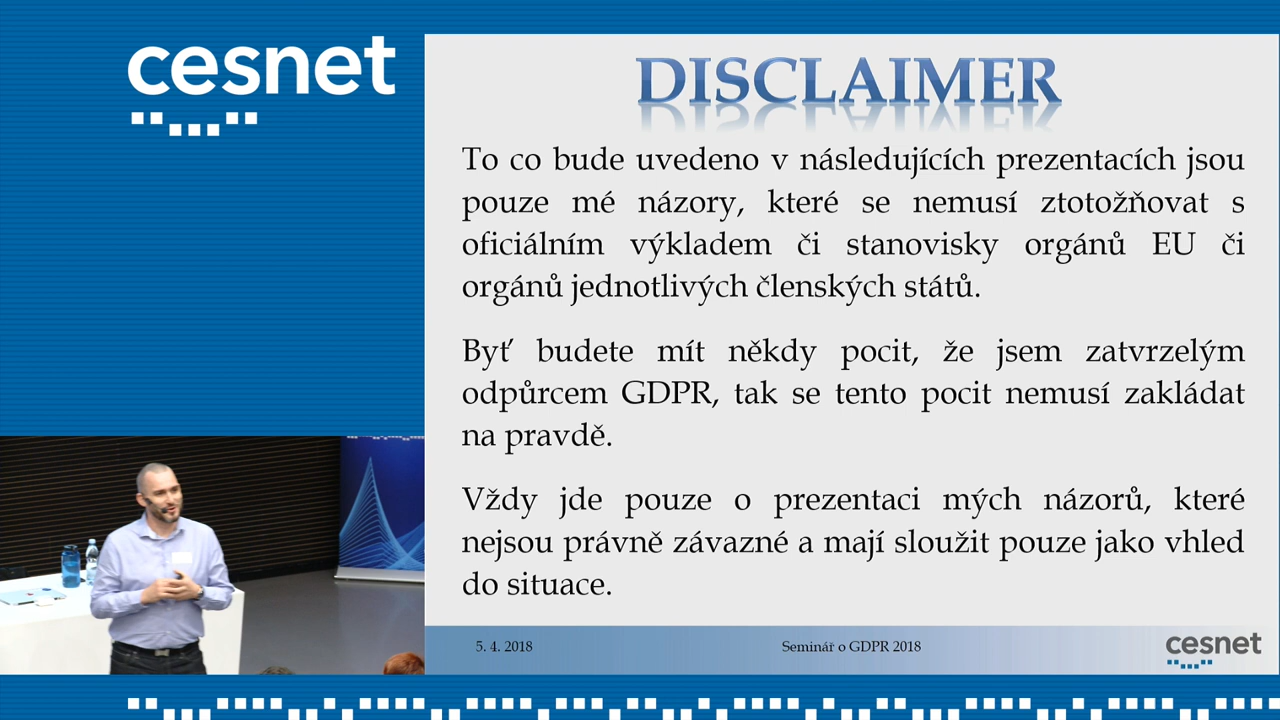 cesnet
DISCLAIMER
To co bude uvedeno v následujících prezentacích jsou
pouze mé názory, které se nemusí ztotožňovat s
oficiálním výkladem či stanovisky orgánů EU či
orgánů jednotlivých členských států.
Byť budete mít někdy pocit, že jsem zatvrzelým
odpůrcem GDPR, tak se tento pocit nemusí zakládat
na pravdě.
Vždy jde pouze o prezentaci mých názorů, které
nejsou právně závazné a mají sloužit pouze jako vhled
do situace.
5. 4. 2018
Seminář o GDPR 2018
cesnet